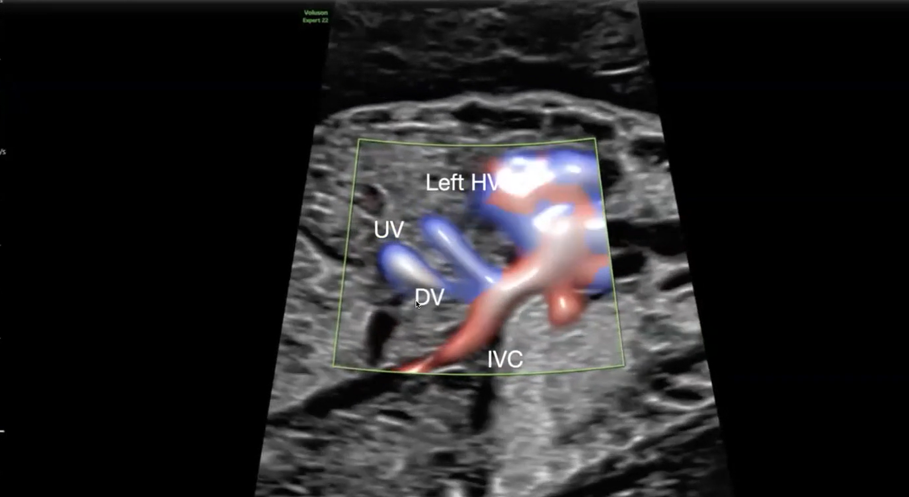 Voluson
Expert 22
/s
Left HV
UV
DV
IVC